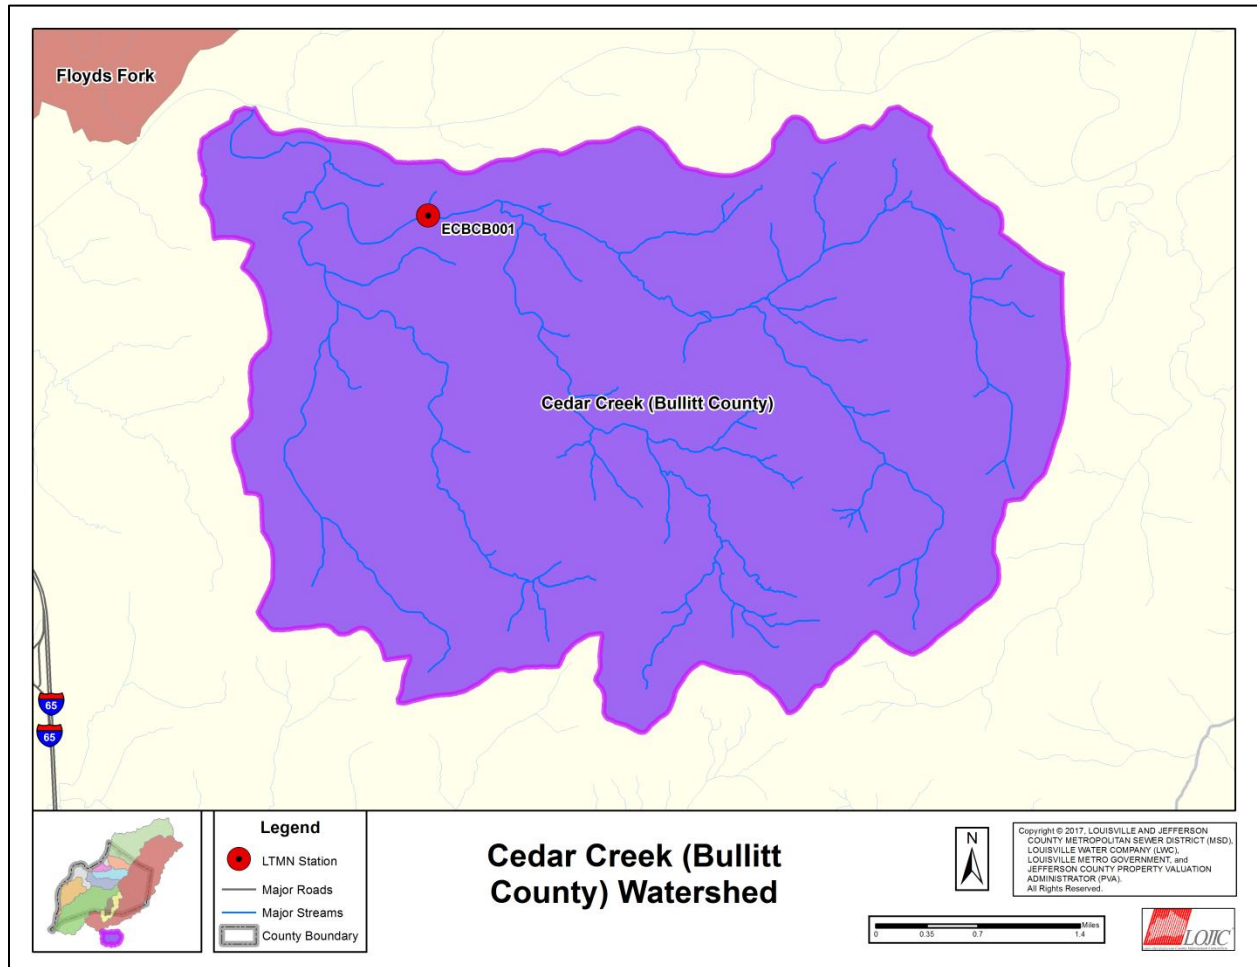 Floyds Fork
ECBCB001
Cedar Creek (Bullitt County)
65
65
Legend
LTMN Station
Major Roads
Major Streams
County Boundary
Cedar Creek (Bullitt
County) Watershed
N
Copyright © 2017, LOUISVILLE AND JEFFERSON
COUNTY METROPOLITAN SEWER DISTRICT (MSD),
LOUISVILLE WATER COMPANY (LWC),
LOUISVILLE METRO GOVERNMENT, and
JEFFERSON COUNTY PROPERTY VALUATION
ADMINISTRATOR (PVA).
All Rights Reserved.
Miles
0 0.35 0.7 1.4
LOJIC